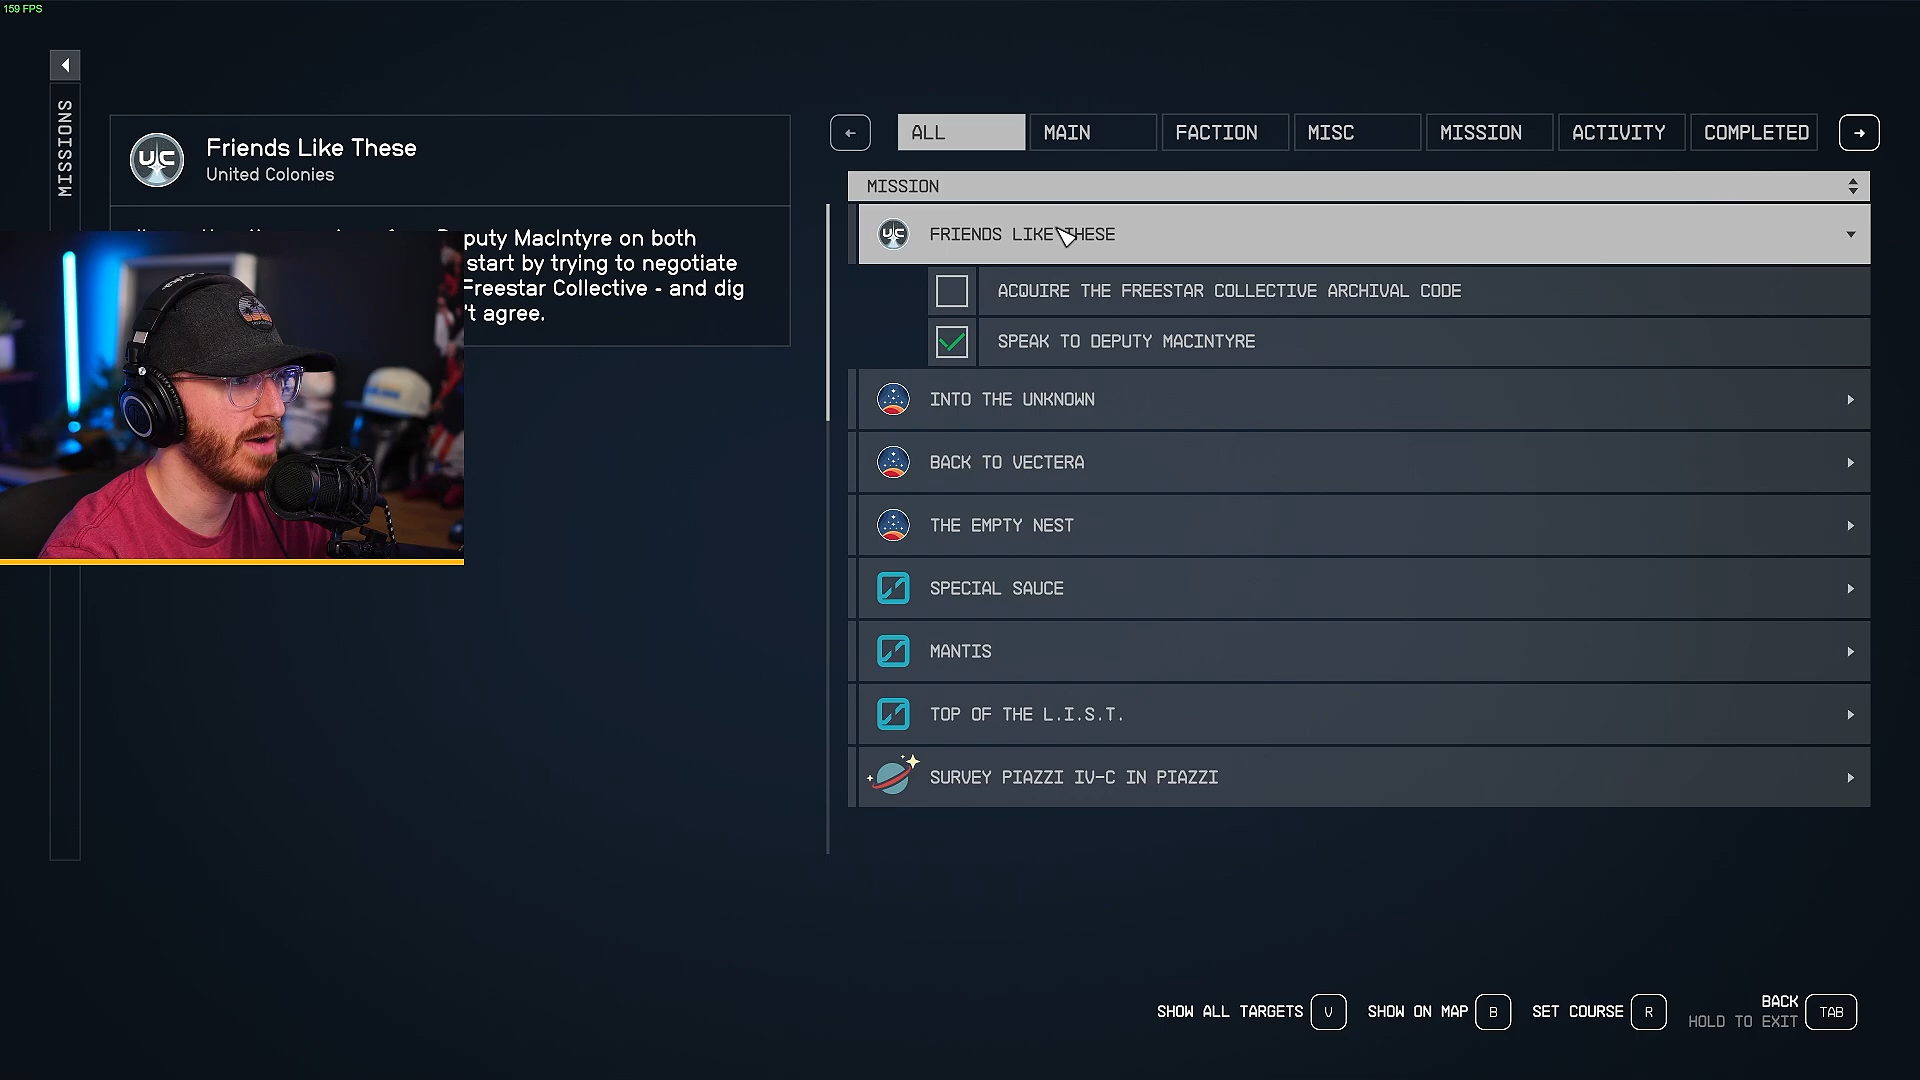 159 FPS
MISSIONS
UC
Friends Like These
United Colonies
puty MacIntyre on both
start by trying to negotiate
Freestar Collective - and dig
't agree.
ALL
MAIN
FACTION
MISC
MISSION
ACTIVITY
COMPLETED
MISSION
UC
FRIENDS LIKE THESE
ACQUIRE THE FREESTAR COLLECTIVE ARCHIVAL CODE
SPEAK TO DEPUTY MACINTYRE
INTO THE UNKNOWN
BACK TO VECTERA
THE EMPTY NEST
SPECIAL SAUCE
MANTIS
TOP OF THE L.I.S.T.
SURVEY PIAZZI IV-C IN PIAZZI
SHOW ALL TARGETS V
SHOW ON MAP B
SET COURSE R
BACK
HOLD TO EXIT
TAB